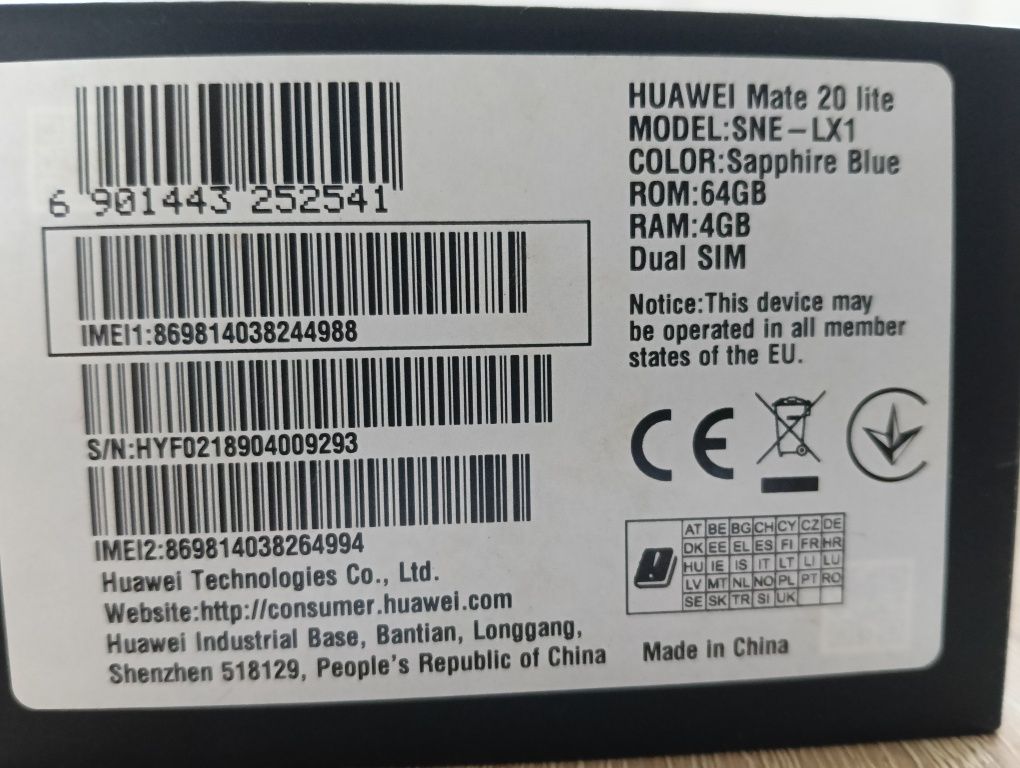 6 901443 252541
IMEI1:869814038244988
S/N:HYF0218904009293
IMEI2:869814038264994
Huawei Technologies Co., Ltd.
Website:http://consumer.huawei.com
Huawei Industrial Base, Bantian, Longgang,
Shenzhen 518129, People's Republic of China
HUAWEI Mate 20 lite
MODEL:SNE-LX1
COLOR:Sapphire Blue
ROM:64GB
RAM:4GB
Dual SIM
Notice:This device may
be operated in all member
states of the EU.
CE
AT BE BG CH CY CZ DE
DK EE EL ES FI FR HR
HU IE IS IT LT LI LU
LV MT NL NO PL PT RO
SE SK TR SI UK
Made in China